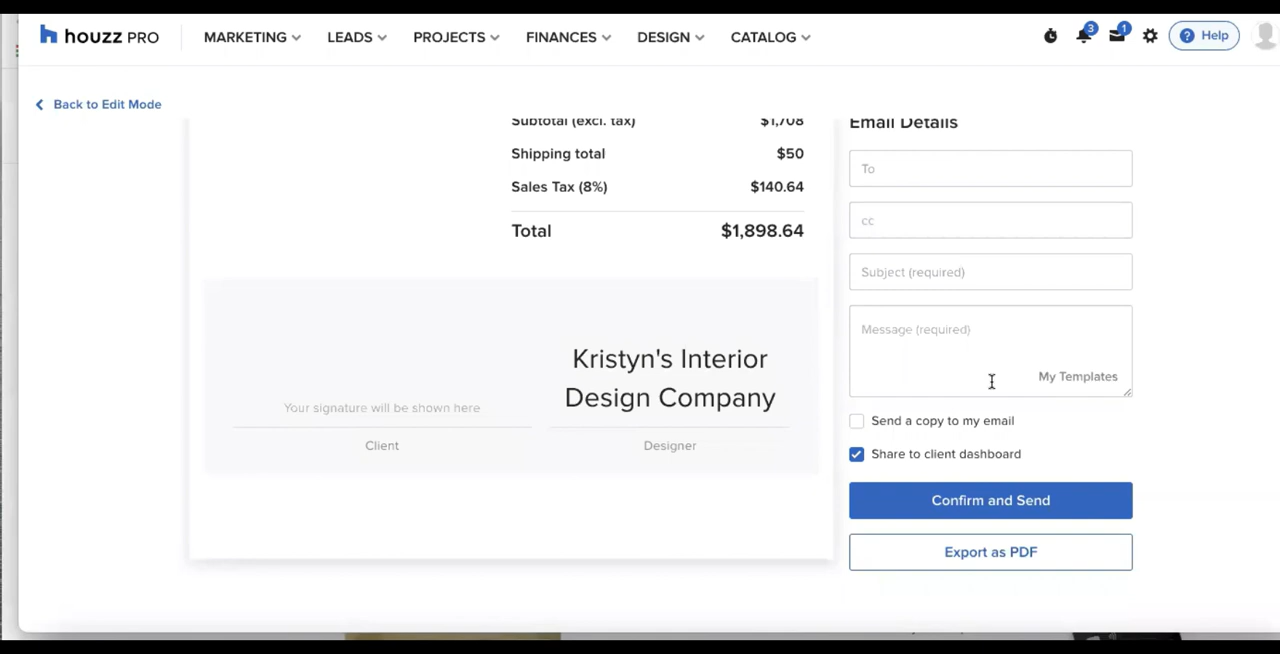 houzz PRO
MARKETING
LEADS
PROJECTS
FINANCES
DESIGN
CATALOG
3
1
? Help
Back to Edit Mode
Subtotal (excl. tax) $1,708
Shipping total $50
Sales Tax (8%) $140.64
Total $1,898.64
Your signature will be shown here
Client
Kristyn's Interior
Design Company
Designer
Email Details
To
cc
Subject (required)
Message (required)
My Templates
Send a copy to my email
Share to client dashboard
Confirm and Send
Export as PDF